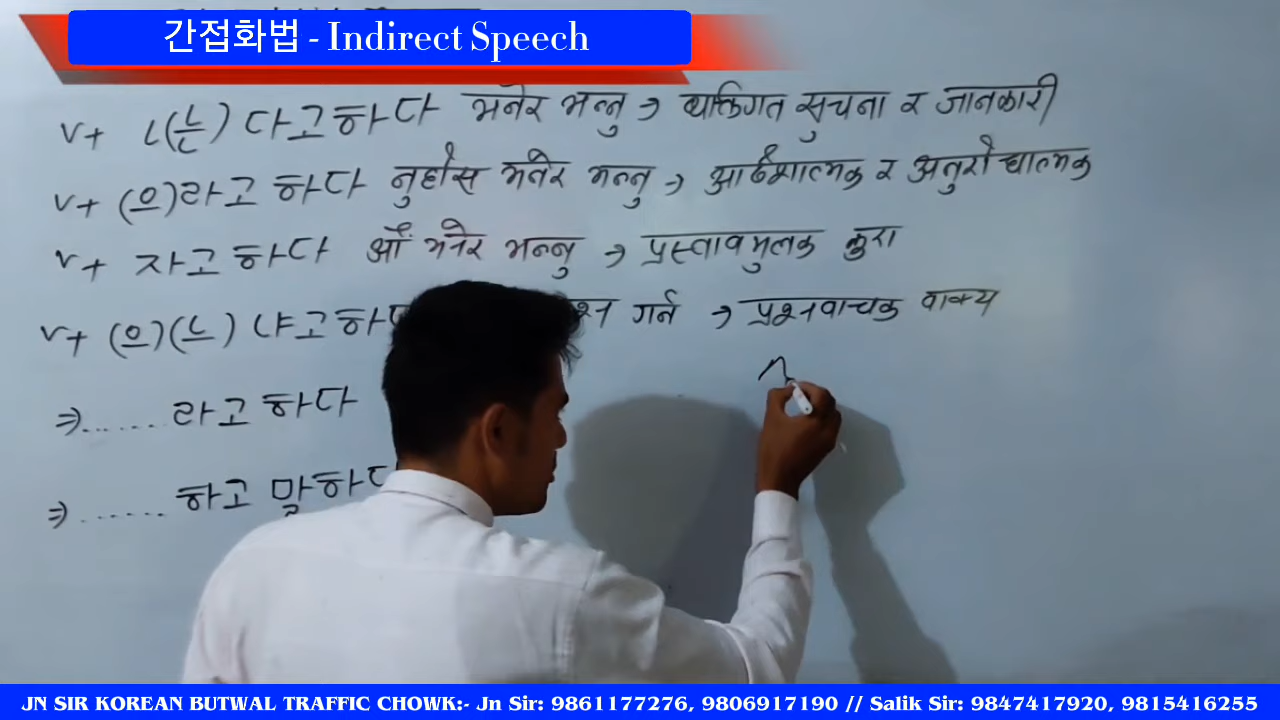 간접화법 - Indirect Speech
V+ ㄴ(는) 다고하다 भनेर भन्नु → ब्यक्तिगत सुचना र जानकारी
V+ (으)라고 하다 नुहोस भनेर भन्नु → आदेशात्मक र अनुरोधात्मक
V+ 자고 하다 औं भनेर भन्नु → प्रस्तावमुलक कुरा
V+ (으)(느) 냐고 गर्न → प्रश्नवाचक वाक्य
⇒....... 라고 하다
⇒ ....... 하고 말하다
JN SIR KOREAN BUTWAL TRAFFIC CHOWK:- Jn Sir: 9861177276, 9806917190 // Salik Sir: 9847417920, 9815416255